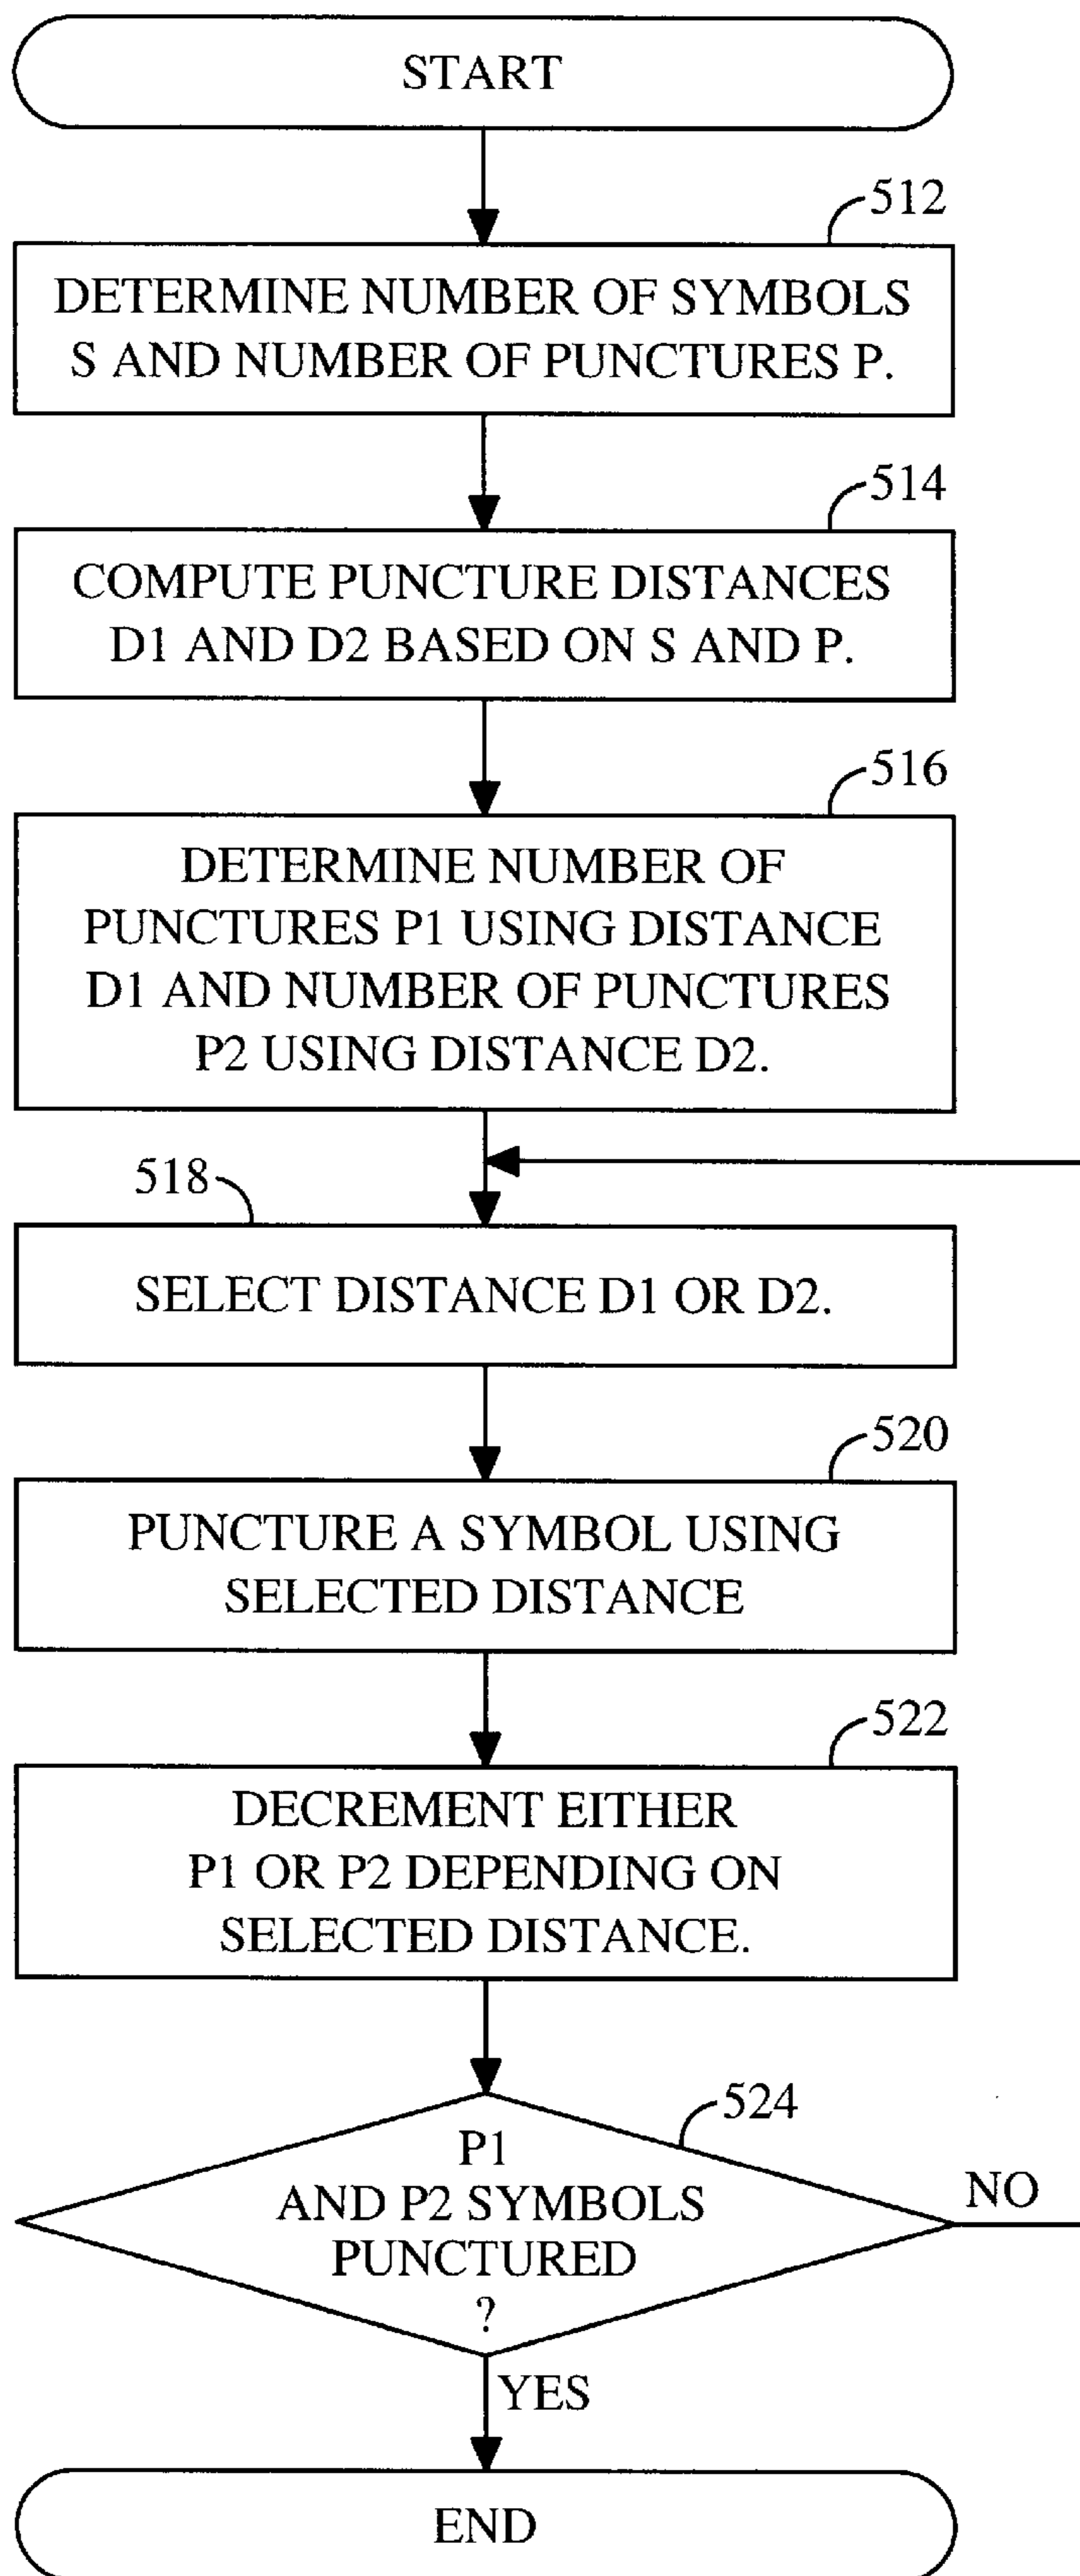 START
512
DETERMINE NUMBER OF SYMBOLS
S AND NUMBER OF PUNCTURES P.
514
COMPUTE PUNCTURE DISTANCES
D1 AND D2 BASED ON S AND P.
516
DETERMINE NUMBER OF
PUNCTURES P1 USING DISTANCE
D1 AND NUMBER OF PUNCTURES
P2 USING DISTANCE D2.
518
SELECT DISTANCE D1 OR D2.
520
PUNCTURE A SYMBOL USING
SELECTED DISTANCE
522
DECREMENT EITHER
P1 OR P2 DEPENDING ON
SELECTED DISTANCE.
524
P1
AND P2 SYMBOLS
PUNCTURED
?
NO
YES
END